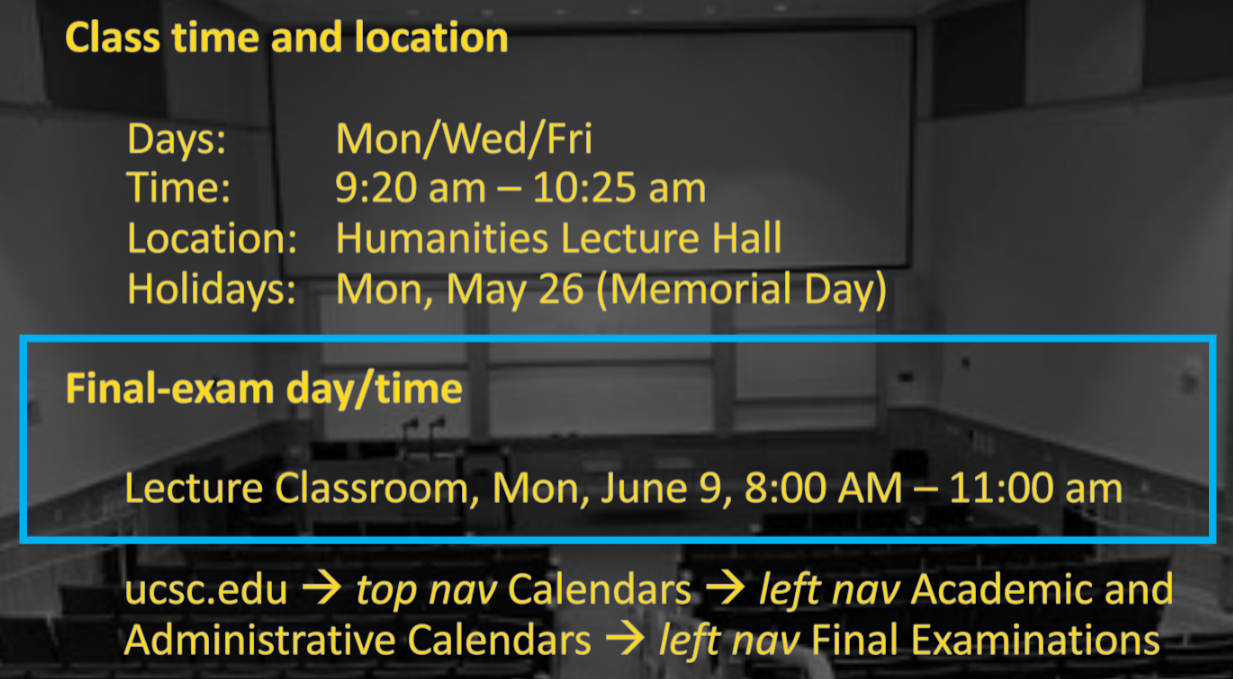 Class time and location
Days: Mon/Wed/Fri
Time: 9:20 am – 10:25 am
Location: Humanities Lecture Hall
Holidays: Mon, May 26 (Memorial Day)
Final-exam day/time
Lecture Classroom, Mon, June 9, 8:00 AM – 11:00 am
ucsc.edu → top nav Calendars → left nav Academic and
Administrative Calendars → left nav Final Examinations